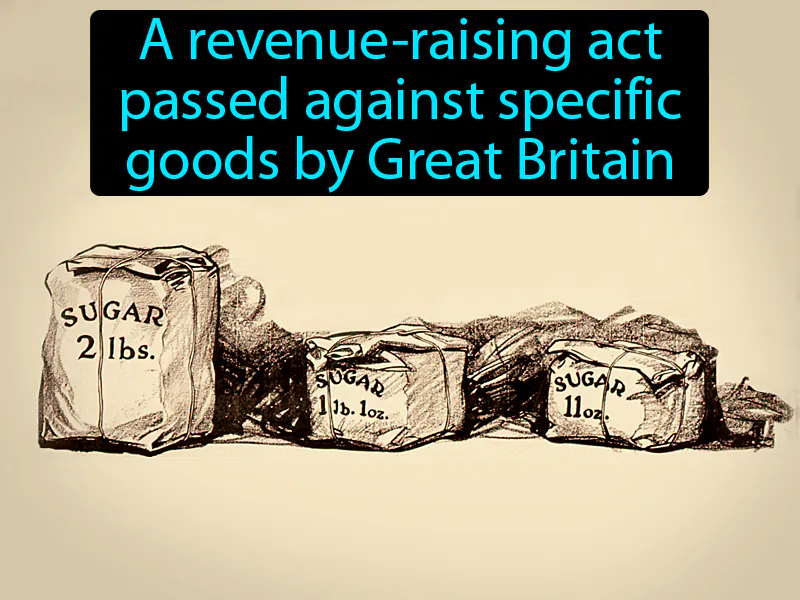 A revenue-raising act
passed against specific
goods by Great Britain
SUGAR
2 lbs.
SUGAR
1 lb. 1oz.
SUGAR
11oz.